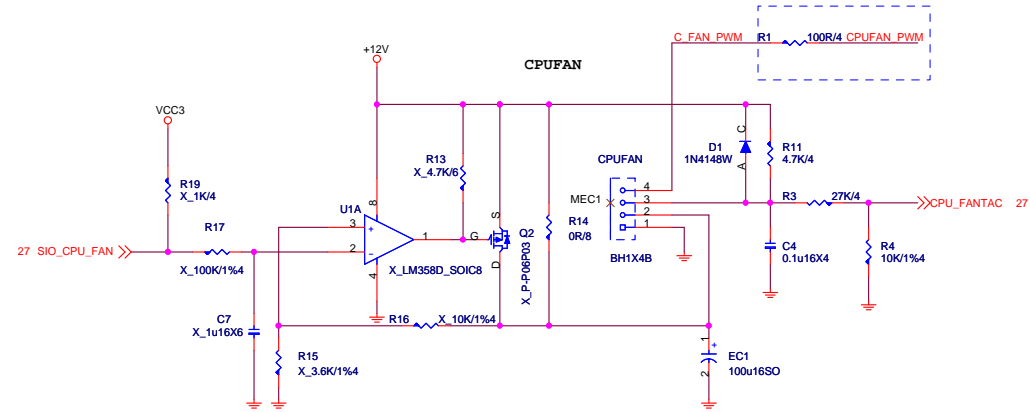 C_FAN_PWM
R1
100R/4
CPUFAN_PWM
+12V
CPUFAN
VCC3
R19
X_1K/4
R13
X_4.7K/6
D1
1N4148W
C
A
R11
4.7K/4
CPUFAN
MEC1
4
3
2
1
BH1X4B
R3
27K/4
CPU_FANTAC 27
27 SIO_CPU_FAN
R17
X_100K/1%4
U1A
8
3
+
2
-
1
4
X_LM358D_SOIC8
S
G
D
Q2
X_P-P06P03
R14
0R/8
C4
0.1u16X4
R4
10K/1%4
C7
X_1u16X6
R16
X_10K/1%4
R15
X_3.6K/1%4
1
+
2
EC1
100u16SO